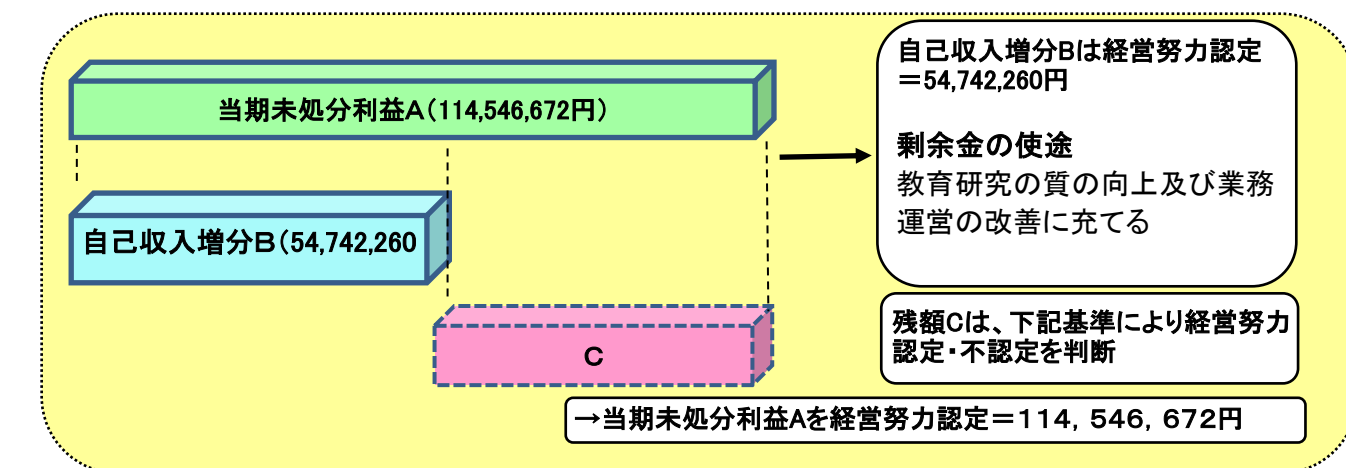 当期未処分利益A（114,546,672円）
自己収入増分B（54,742,260
C
自己収入増分Bは経営努力認定
＝54,742,260円
剰余金の使途
教育研究の質の向上及び業務
運営の改善に充てる
残額Cは、下記基準により経営努力
認定・不認定を判断
→当期未処分利益Aを経営努力認定＝１１４，５４６，６７２円